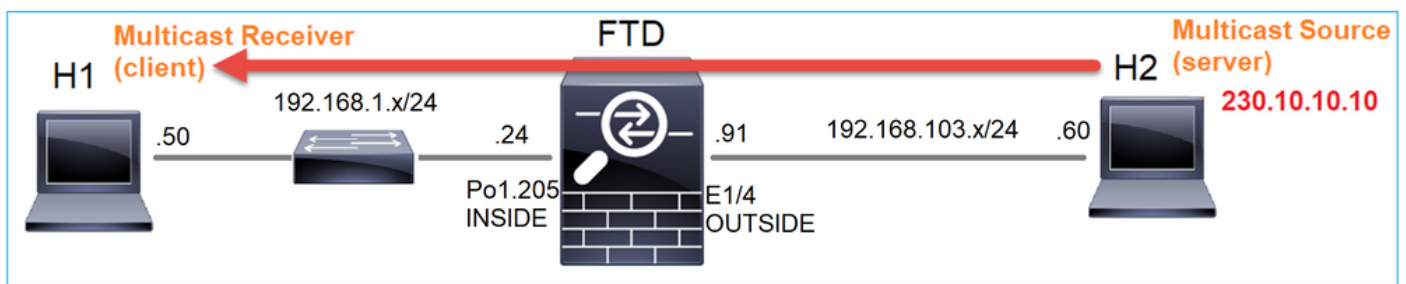 Multicast Receiver
(client)
FTD
Multicast Source
(server)
H1
H2
230.10.10.10
192.168.1.x/24
192.168.103.x/24
.50
.24
.91
.60
Po1.205
INSIDE
E1/4
OUTSIDE